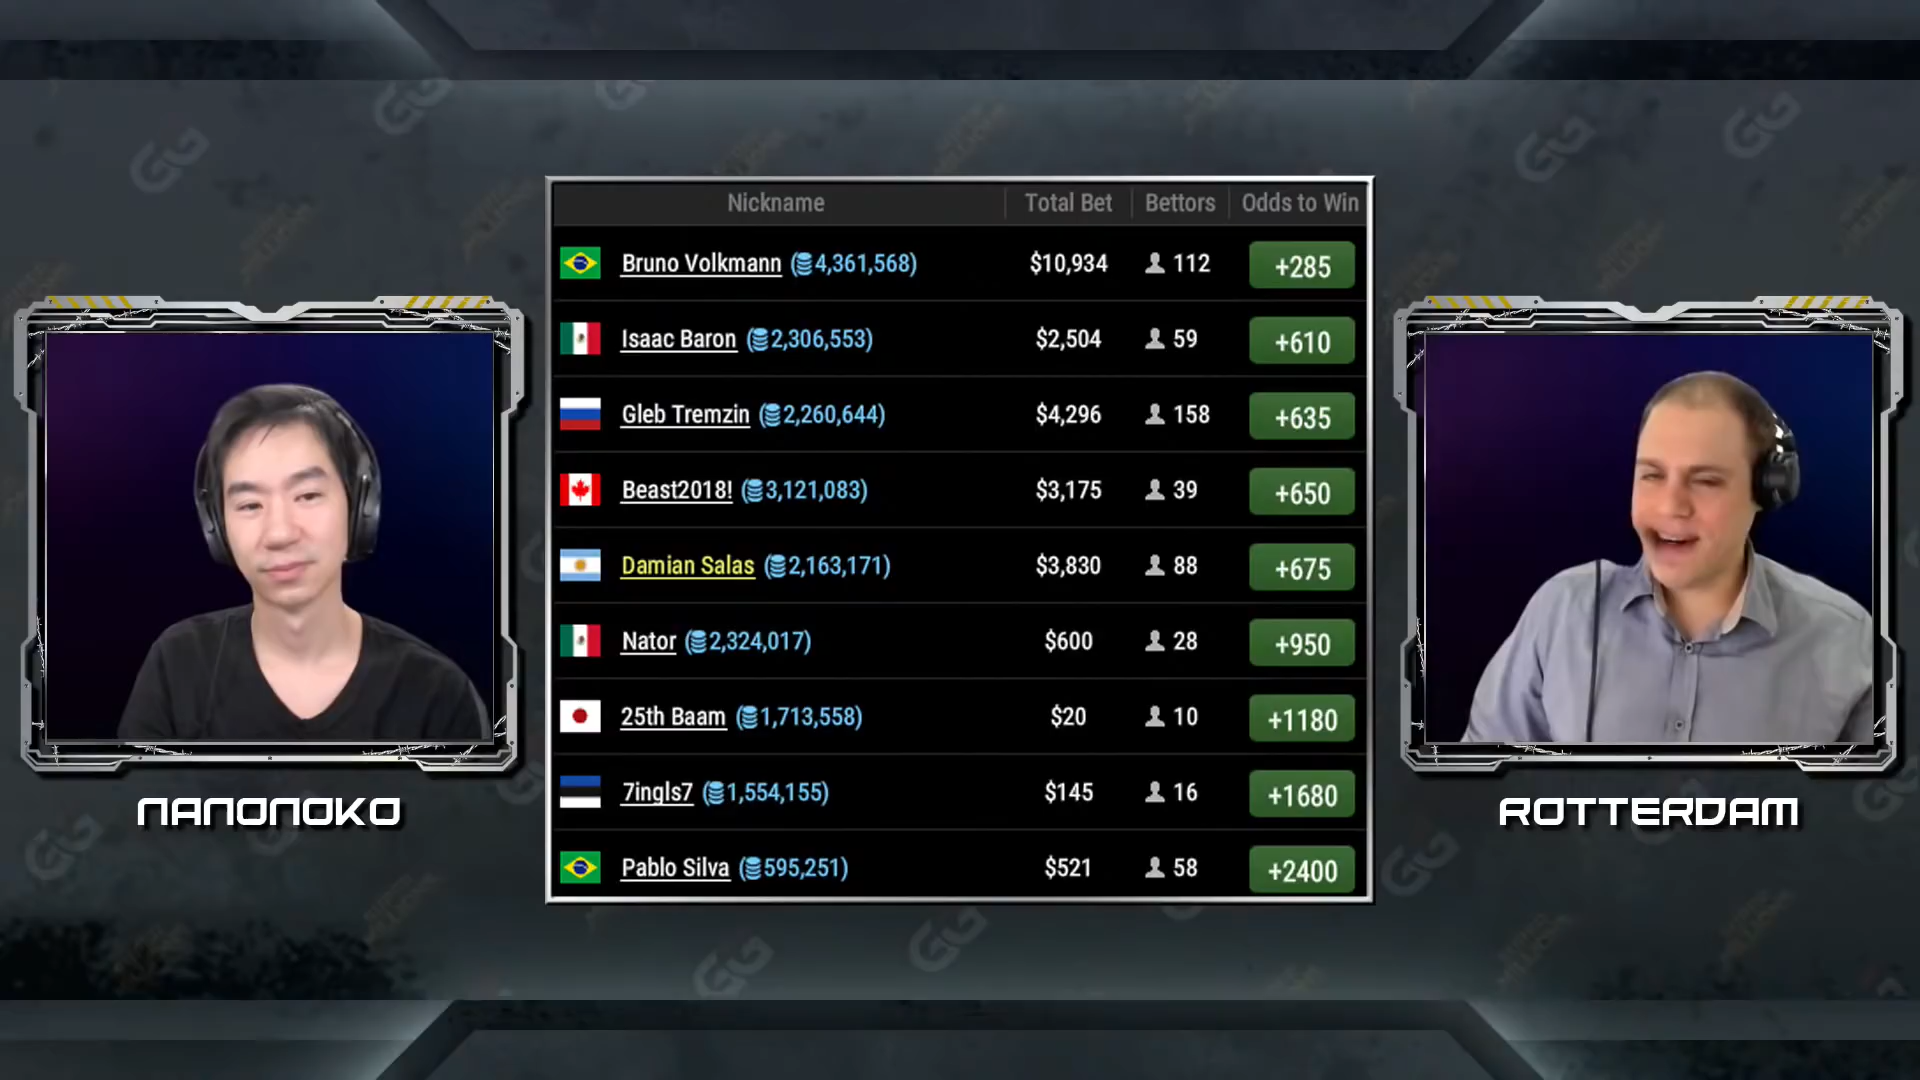 Nickname Total Bet Bettors Odds to Win
Bruno Volkmann (4,361,568) $10,934 112 +285
Isaac Baron (2,306,553) $2,504 59 +610
Gleb Tremzin (2,260,644) $4,296 158 +635
Beast2018! (3,121,083) $3,175 39 +650
Damian Salas (2,163,171) $3,830 88 +675
Nator (2,324,017) $600 28 +950
25th Baam (1,713,558) $20 10 +1180
7ingls7 (1,554,155) $145 16 +1680
Pablo Silva (595,251) $521 58 +2400
NANONOKO
ROTTERDAM